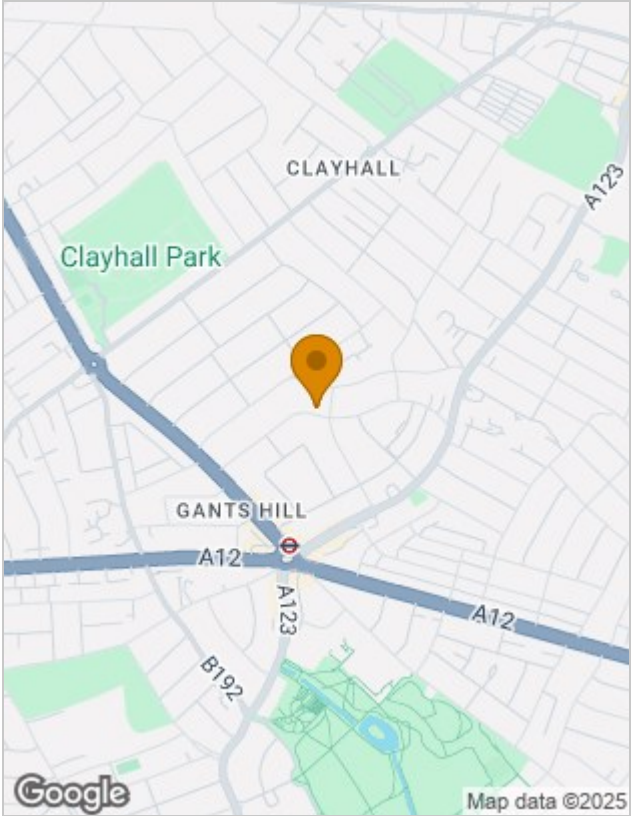 CLAYHALL
A123
Clayhall Park
GANTS HILL
A12
A123
A12
B192
Google
Map data ©2025